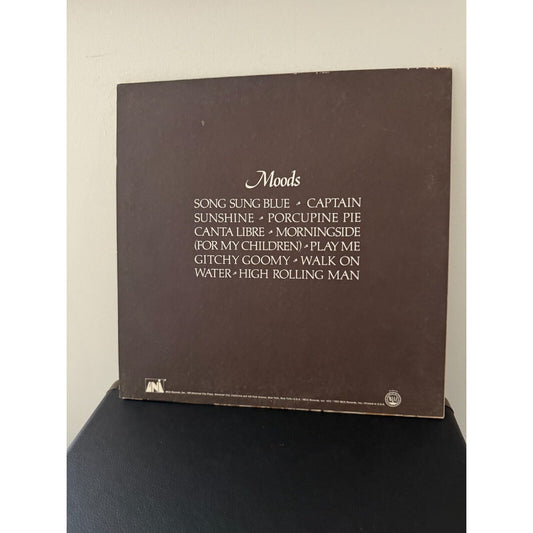 Moods
SONG SUNG BLUE CAPTAIN
SUNSHINE PORCUPINE PIE
CANTA LIBRE MORNINGSIDE
(FOR MY CHILDREN) PLAY ME
GITCHY GOOMY WALK ON
WATER HIGH ROLLING MAN